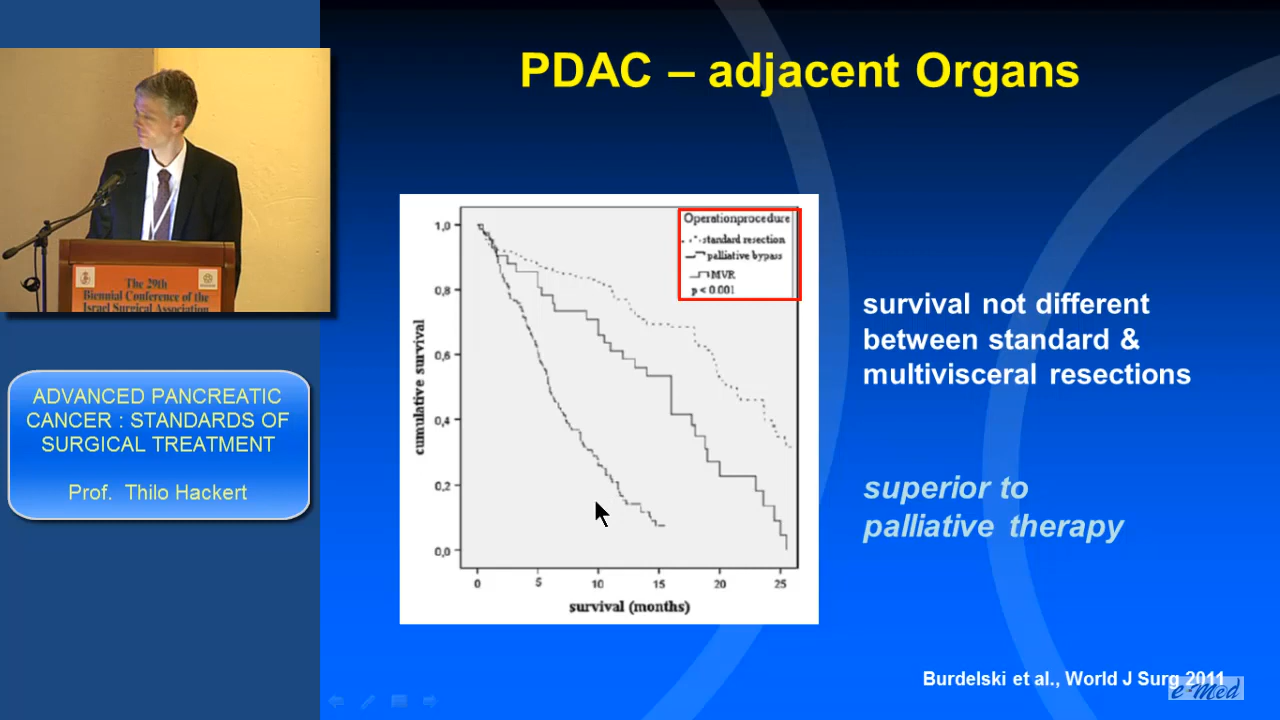 PDAC – adjacent Organs
The 29th
Biennial Conference of the
Israel Surgical Association
ADVANCED PANCREATIC
CANCER : STANDARDS OF
SURGICAL TREATMENT
Prof. Thilo Hackert
cumulative survival
1,0
0,8
0,6
0,4
0,2
0,0
0
5
10
15
20
25
survival (months)
Operationprocedure
standard resection
palliative bypass
MVR
p < 0.001
survival not different
between standard &
multivisceral resections
superior to
palliative therapy
Burdelski et al., World J Surg 2011
e-Med